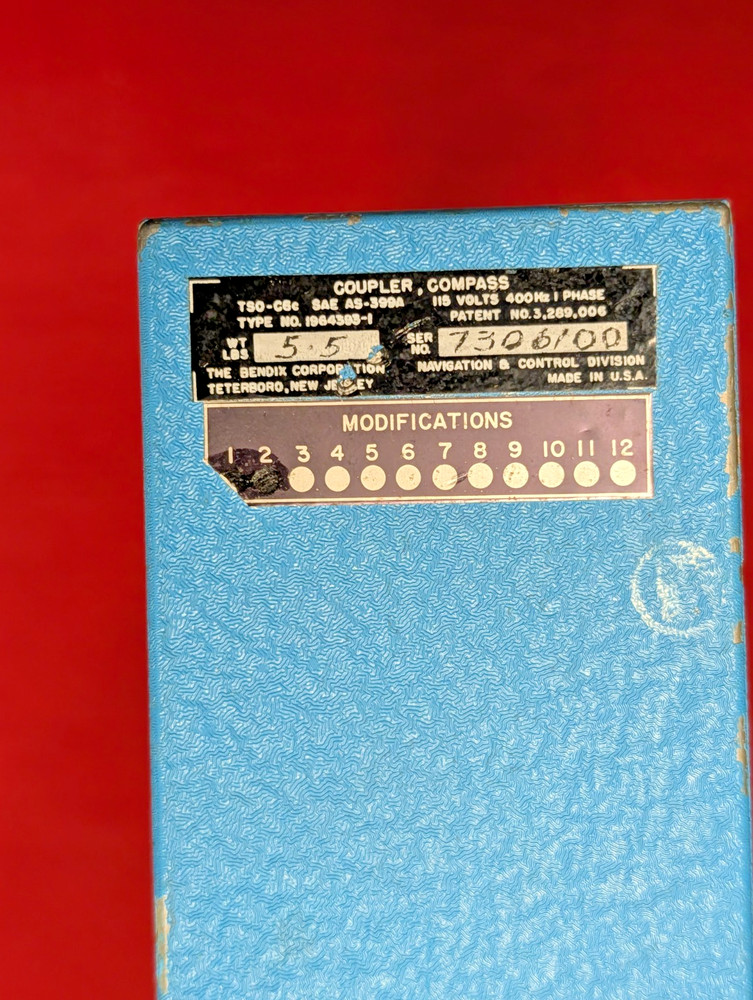 COUPLER, COMPASS
TSO-C6c SAE AS-399A 115 VOLTS 400Hz 1 PHASE
TYPE NO. 1964393-1 PATENT NO. 3,289,006
WT LBS 5.5 SER NO. 7306100
THE BENDIX CORPORATION NAVIGATION & CONTROL DIVISION
TETERBORO, NEW JERSEY MADE IN U.S.A.
MODIFICATIONS
1 2 3 4 5 6 7 8 9 10 11 12